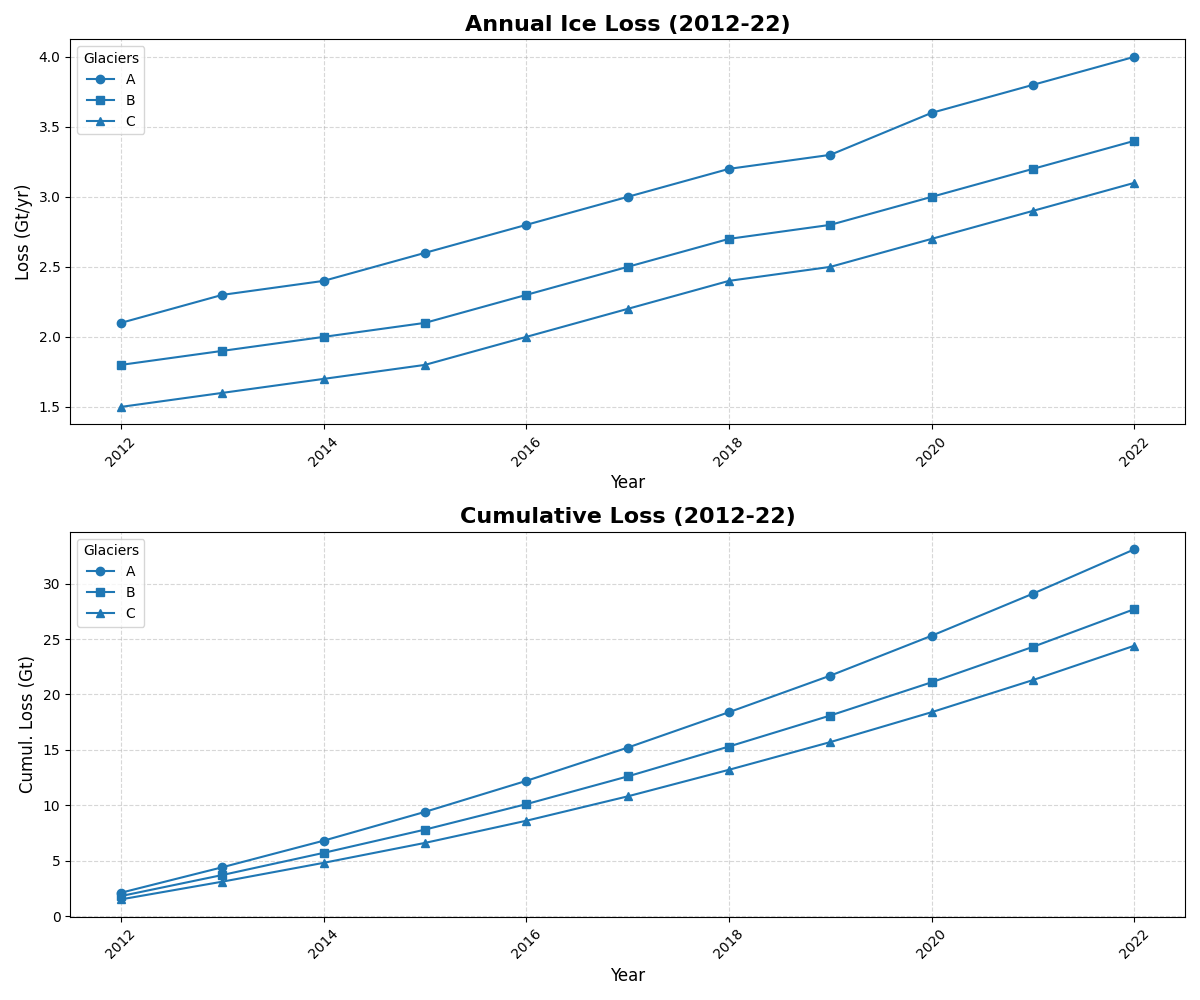 Annual Ice Loss (2012-22)
Glaciers
A
B
C
4.0
3.5
3.0
2.5
2.0
1.5
Loss (Gt/yr)
2012
2014
2016
2018
2020
2022
Year
Cumulative Loss (2012-22)
Glaciers
A
B
C
30
25
20
15
10
5
0
Cumul. Loss (Gt)
2012
2014
2016
2018
2020
2022
Year